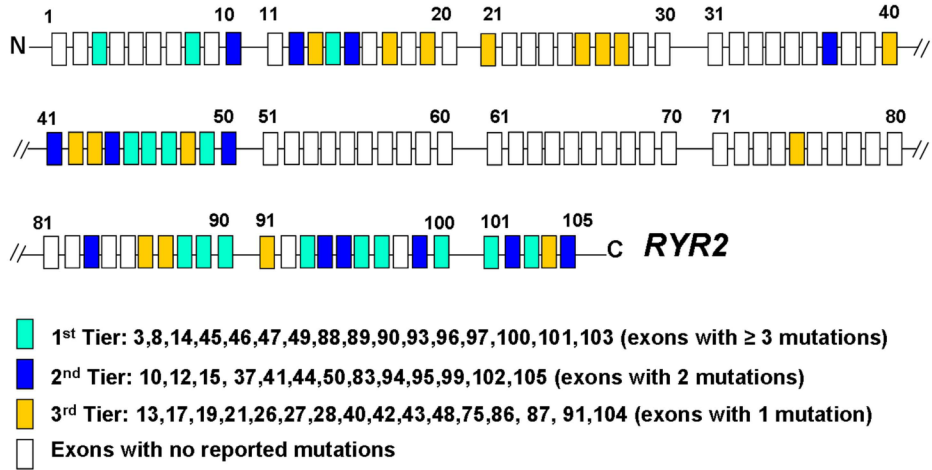 1 10 11 20 21 30 31 40
N //
41 50 51 60 61 70 71 80
// //
81 90 91 100 101 105
// C RYR2
1st Tier: 3,8,14,45,46,47,49,88,89,90,93,96,97,100,101,103 (exons with ≥ 3 mutations)
2nd Tier: 10,12,15, 37,41,44,50,83,94,95,99,102,105 (exons with 2 mutations)
3rd Tier: 13,17,19,21,26,27,28,40,42,43,48,75,86, 87, 91,104 (exons with 1 mutation)
Exons with no reported mutations